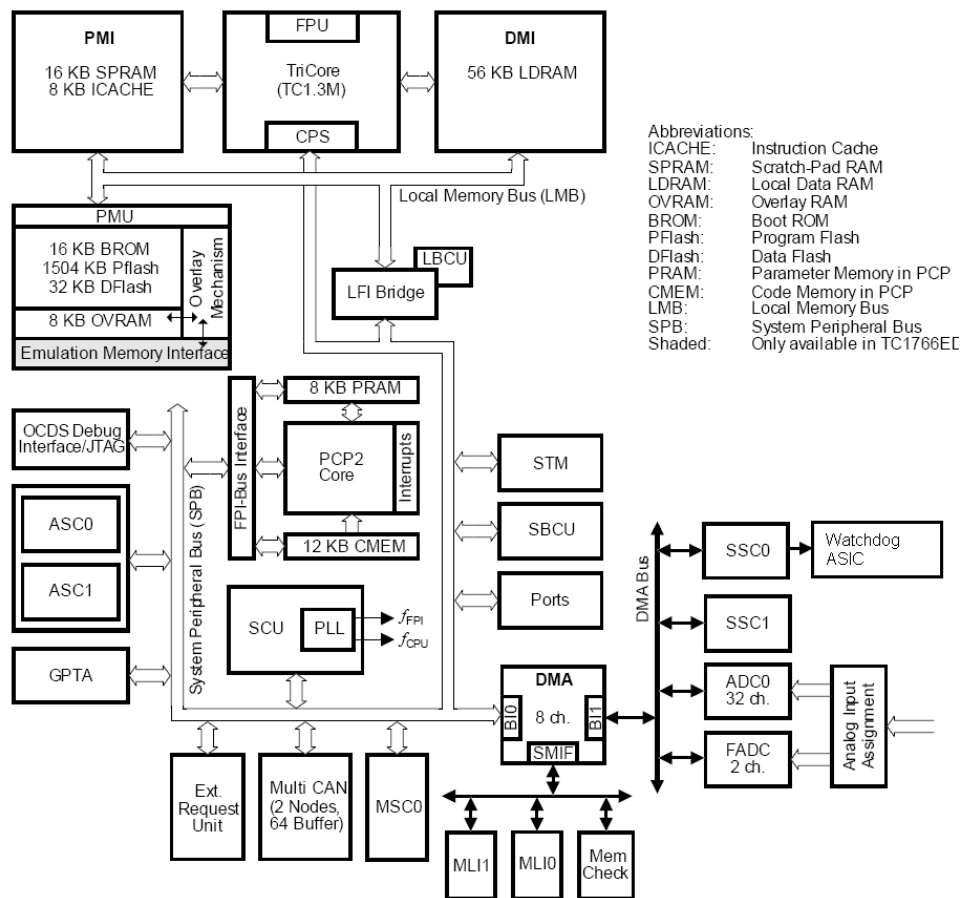 PMI
16 KB SPRAM
8 KB ICACHE
FPU
TriCore
(TC1.3M)
CPS
DMI
56 KB LDRAM
Abbreviations:
ICACHE: Instruction Cache
SPRAM: Scratch-Pad RAM
LDRAM: Local Data RAM
OVRAM: Overlay RAM
BROM: Boot ROM
PFlash: Program Flash
DFlash: Data Flash
PRAM: Parameter Memory in PCP
CMEM: Code Memory in PCP
LMB: Local Memory Bus
SPB: System Peripheral Bus
Shaded: Only available in TC1766ED
Local Memory Bus (LMB)
PMU
16 KB BROM
1504 KB Pflash
32 KB DFlash
8 KB OVRAM
Overlay
Mechanism
Emulation Memory Interface
LBCU
LFI Bridge
OCDS Debug
Interface/JTAG
ASC0
ASC1
GPTA
System Peripheral Bus (SPB)
FPI-Bus Interface
8 KB PRAM
PCP2
Core
Interrupts
12 KB CMEM
SCU
PLL
fFPI
fCPU
STM
SBCU
Ports
DMA
8 ch.
BI0
BI1
SMIF
DMA Bus
SSC0
Watchdog
ASIC
SSC1
ADC0
32 ch.
FADC
2 ch.
Analog Input
Assignment
Ext.
Request
Unit
Multi CAN
(2 Nodes,
64 Buffer)
MSC0
MLI1
MLI0
Mem
Check